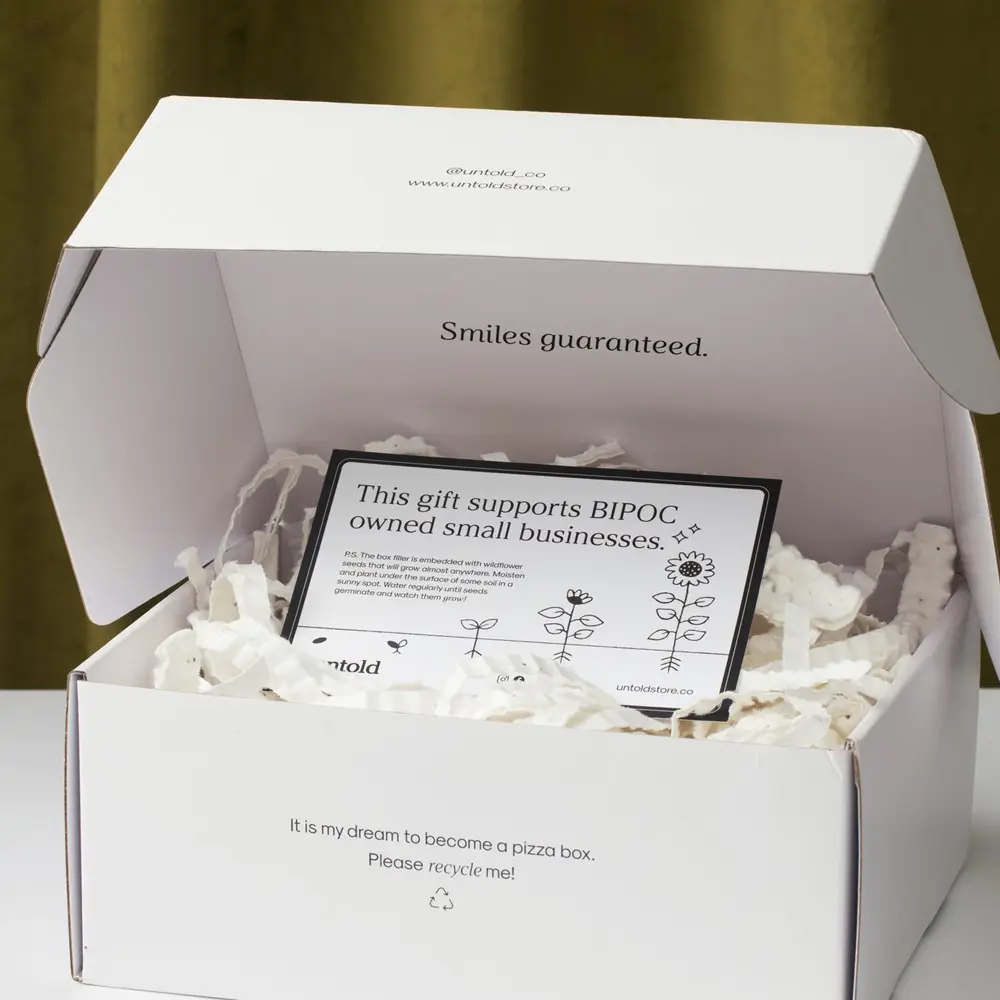 @untold_co
www.untoldstore.co
Smiles guaranteed.
This gift supports BIPOC
owned small businesses.
P.S. The box filler is embedded with wildflower
seeds that will grow almost anywhere. Moisten
and plant under the surface of some soil in a
sunny spot. Water regularly until seeds
germinate and watch them grow!
ntold
untoldstore.co
It is my dream to become a pizza box.
Please recycle me!